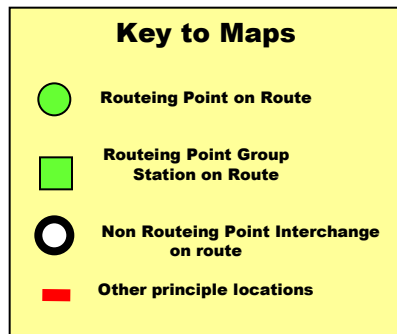 Key to Maps
Routeing Point on Route
Routeing Point Group
Station on Route
Non Routeing Point Interchange
on route
Other principle locations